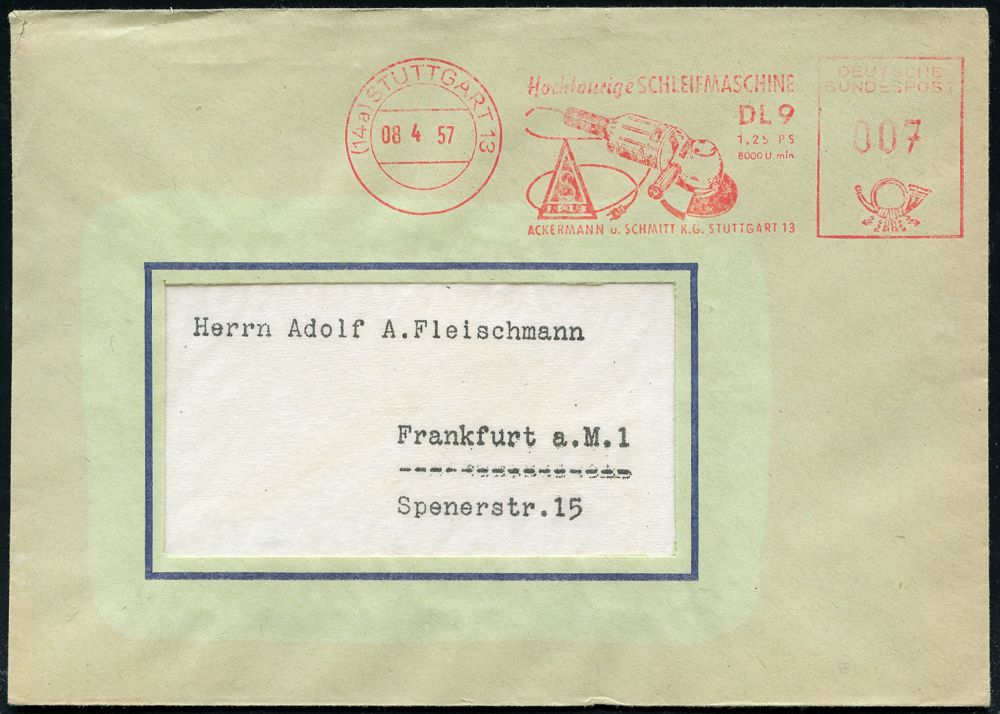 (14a) STUTTGART 13
08 4 57
Hochtourige SCHLEIFMASCHINE
DL 9
1,25 PS
8000 U min
ACKERMANN u. SCHMITT K.G. STUTTGART 13
DEUTSCHE
BUNDESPOST
007
Herrn Adolf A.Fleischmann
Frankfurt a.M.1
Spenerstr.15